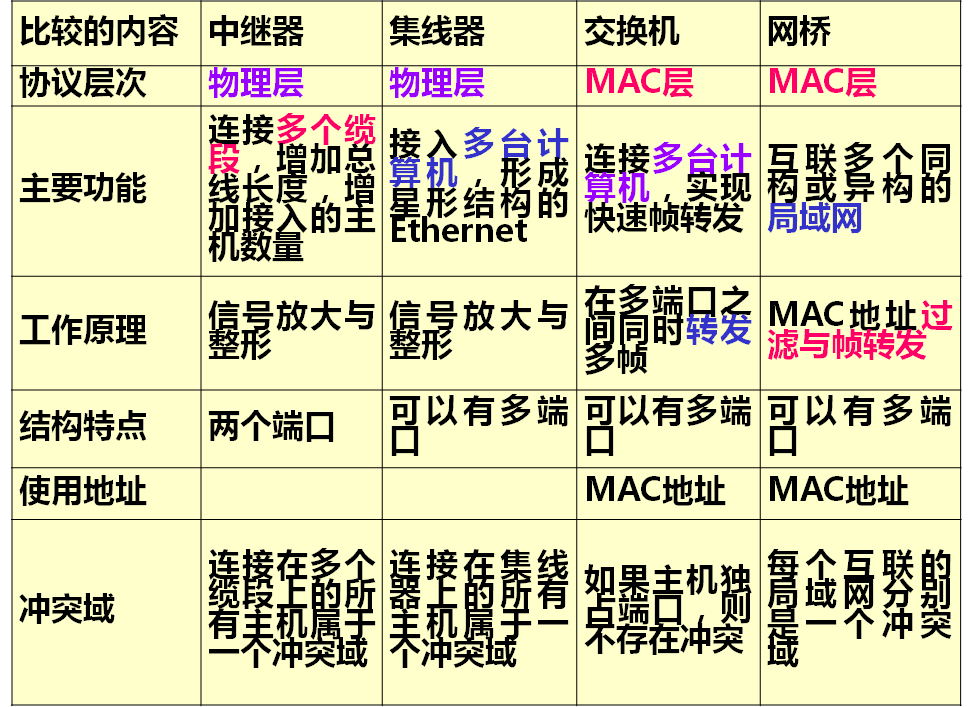 比较的内容 中继器 集线器 交换机 网桥
协议层次 物理层 物理层 MAC层 MAC层
主要功能
连接多个缆
段，增加总
线长度，增
加接入的主
机数量
接入多台计
算机，形成
星形结构的
Ethernet
连接多台计
算机，实现
快速帧转发
互联多个同
构或异构的
局域网
工作原理
信号放大与
整形
信号放大与
整形
在多端口之
间同时转发
多帧
MAC地址过
滤与帧转发
结构特点
两个端口
可以有多端
口
可以有多端
口
可以有多端
口
使用地址 MAC地址 MAC地址
冲突域
连接在多个
缆段上的所
有主机属于
一个冲突域
连接在集线
器上的所有
主机属于一
个冲突域
如果主机独
占端口，则
不存在冲突
每个互联的
局域网分别
是一个冲突
域